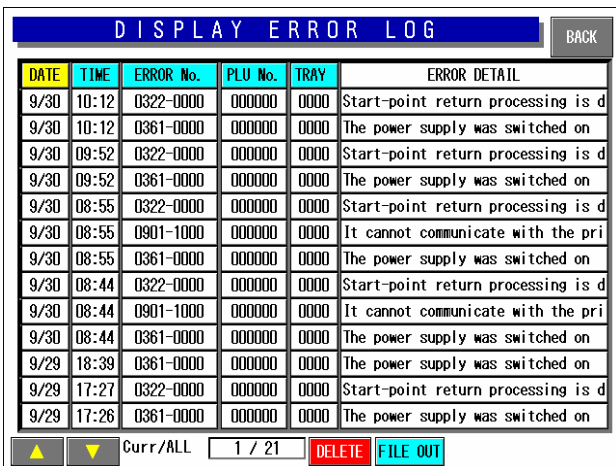 DISPLAY ERROR LOG
BACK
DATE TIME ERROR No. PLU No. TRAY ERROR DETAIL
9/30 10:12 0322-0000 000000 0000 Start-point return processing is d
9/30 10:12 0361-0000 000000 0000 The power supply was switched on
9/30 09:52 0322-0000 000000 0000 Start-point return processing is d
9/30 09:52 0361-0000 000000 0000 The power supply was switched on
9/30 08:55 0322-0000 000000 0000 Start-point return processing is d
9/30 08:55 0901-1000 000000 0000 It cannot communicate with the pri
9/30 08:55 0361-0000 000000 0000 The power supply was switched on
9/30 08:44 0322-0000 000000 0000 Start-point return processing is d
9/30 08:44 0901-1000 000000 0000 It cannot communicate with the pri
9/30 08:44 0361-0000 000000 0000 The power supply was switched on
9/29 18:39 0361-0000 000000 0000 The power supply was switched on
9/29 17:27 0322-0000 000000 0000 Start-point return processing is d
9/29 17:26 0361-0000 000000 0000 The power supply was switched on
Curr/ALL 1 / 21 DELETE FILE OUT